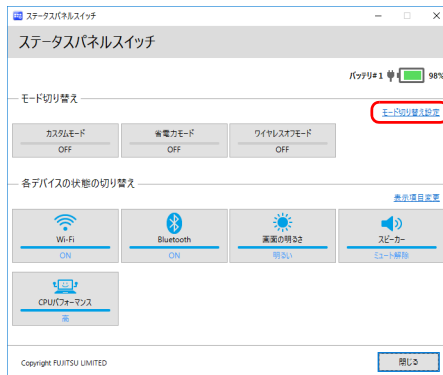 ステータスパネルスイッチ
ステータスパネルスイッチ
バッテリ#1 98%
モード切り替え
モード切り替え設定
カスタムモード 省電力モード ワイヤレスオフモード
OFF OFF OFF
各デバイスの状態の切り替え
表示項目変更
Wi-Fi Bluetooth 画面の明るさ スピーカー
ON ON 明るい ミュート解除
CPUパフォーマンス
高
Copyright FUJITSU LIMITED 閉じる